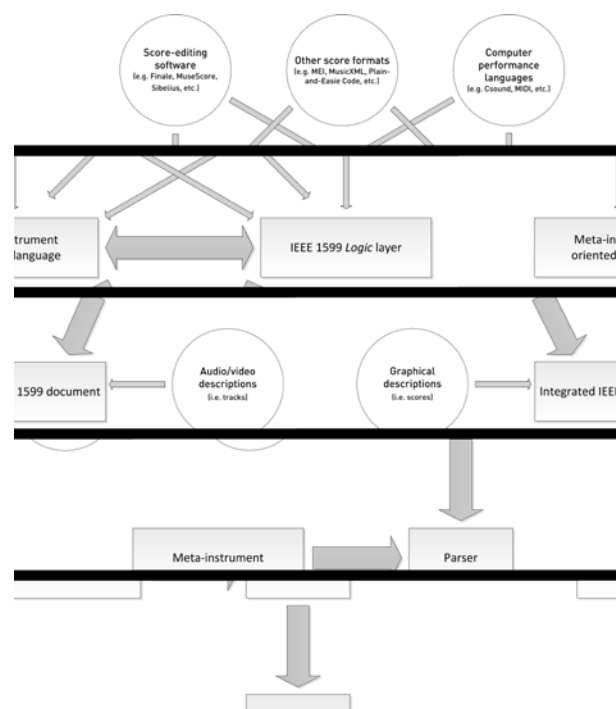 Score-editing
software
(e.g. Finale, MuseScore,
Sibelius, etc.)
Other score formats
(e.g. MEI, MusicXML, Plain-
and-Easie Code, etc.)
Computer
performance
languages
(e.g. Csound, MIDI, etc.)
trument
language
IEEE 1599 Logic layer
Meta-in
oriented
1599 document
Audio/video
descriptions
(i.e. tracks)
Graphical
descriptions
(i.e. scores)
Integrated IEEE
Meta-instrument
Parser